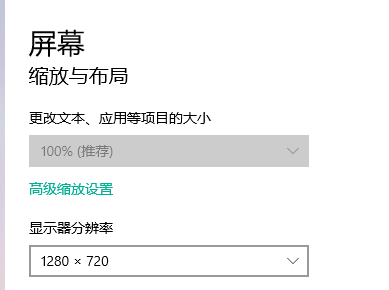 屏幕
缩放与布局
更改文本、应用等项目的大小
100% (推荐)
高级缩放设置
显示器分辨率
1280 × 720